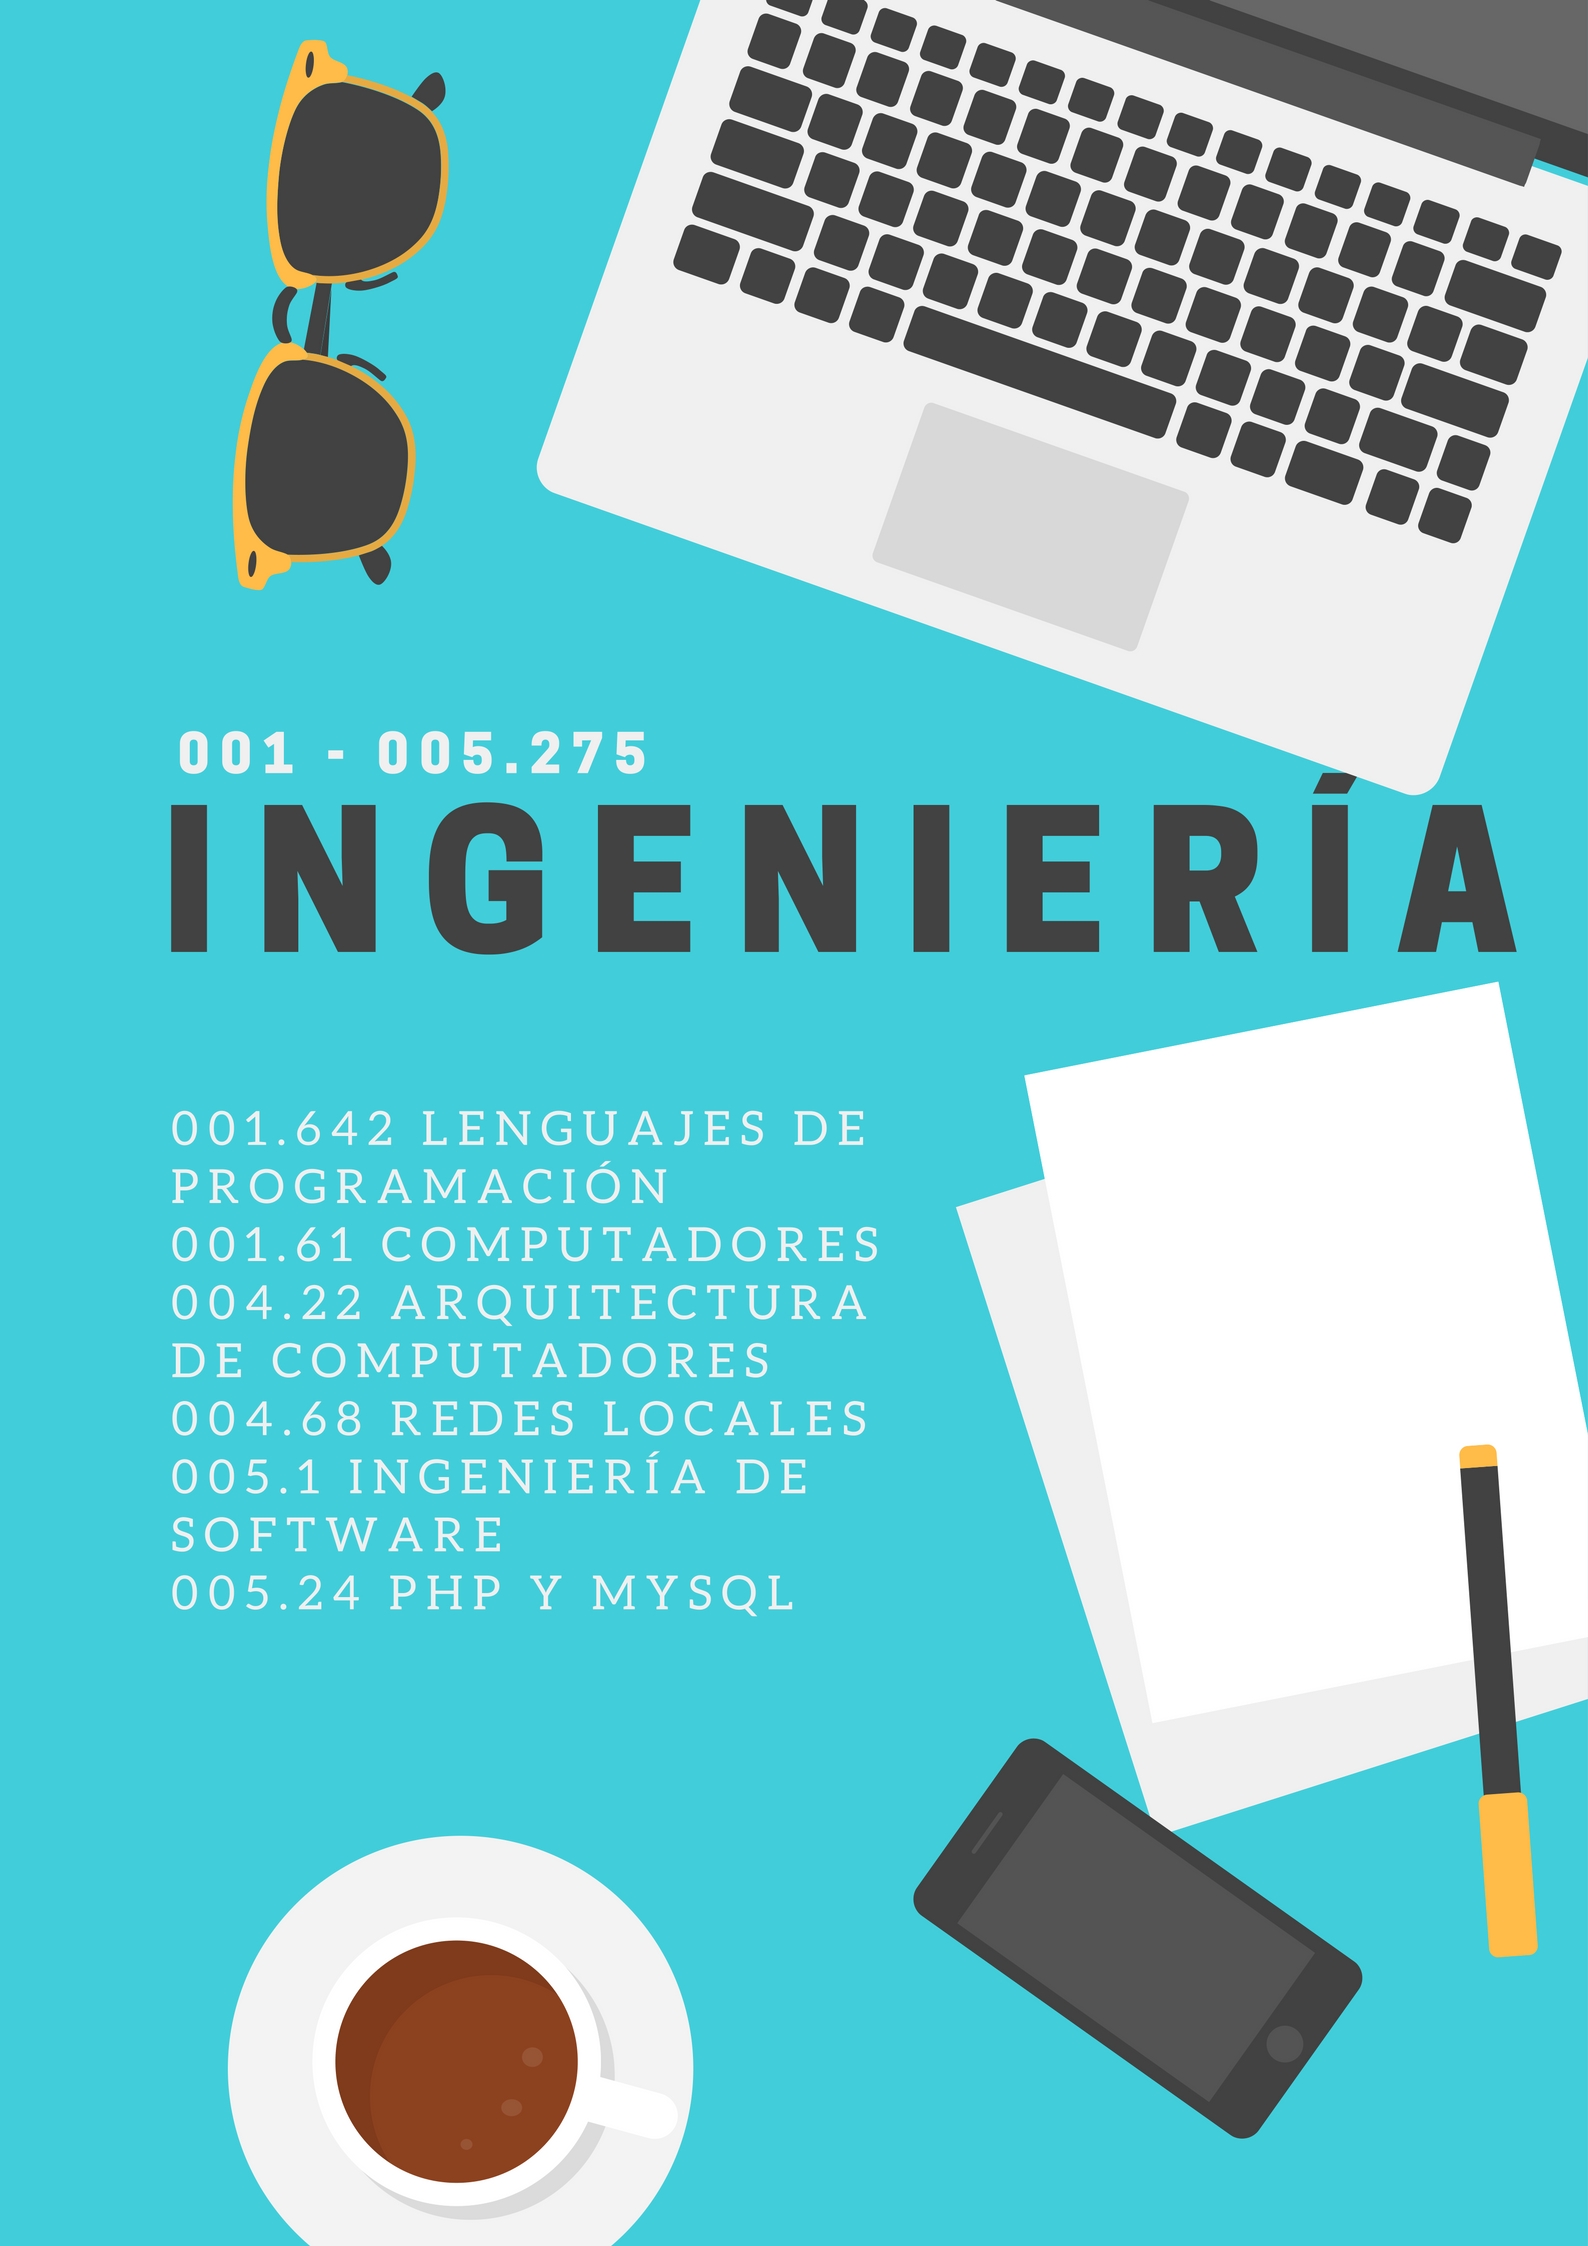 001 - 005.275
INGENIERÍA
001.642 LENGUAJES DE
PROGRAMACIÓN
001.61 COMPUTADORES
004.22 ARQUITECTURA
DE COMPUTADORES
004.68 REDES LOCALES
005.1 INGENIERÍA DE
SOFTWARE
005.24 PHP Y MYSQL